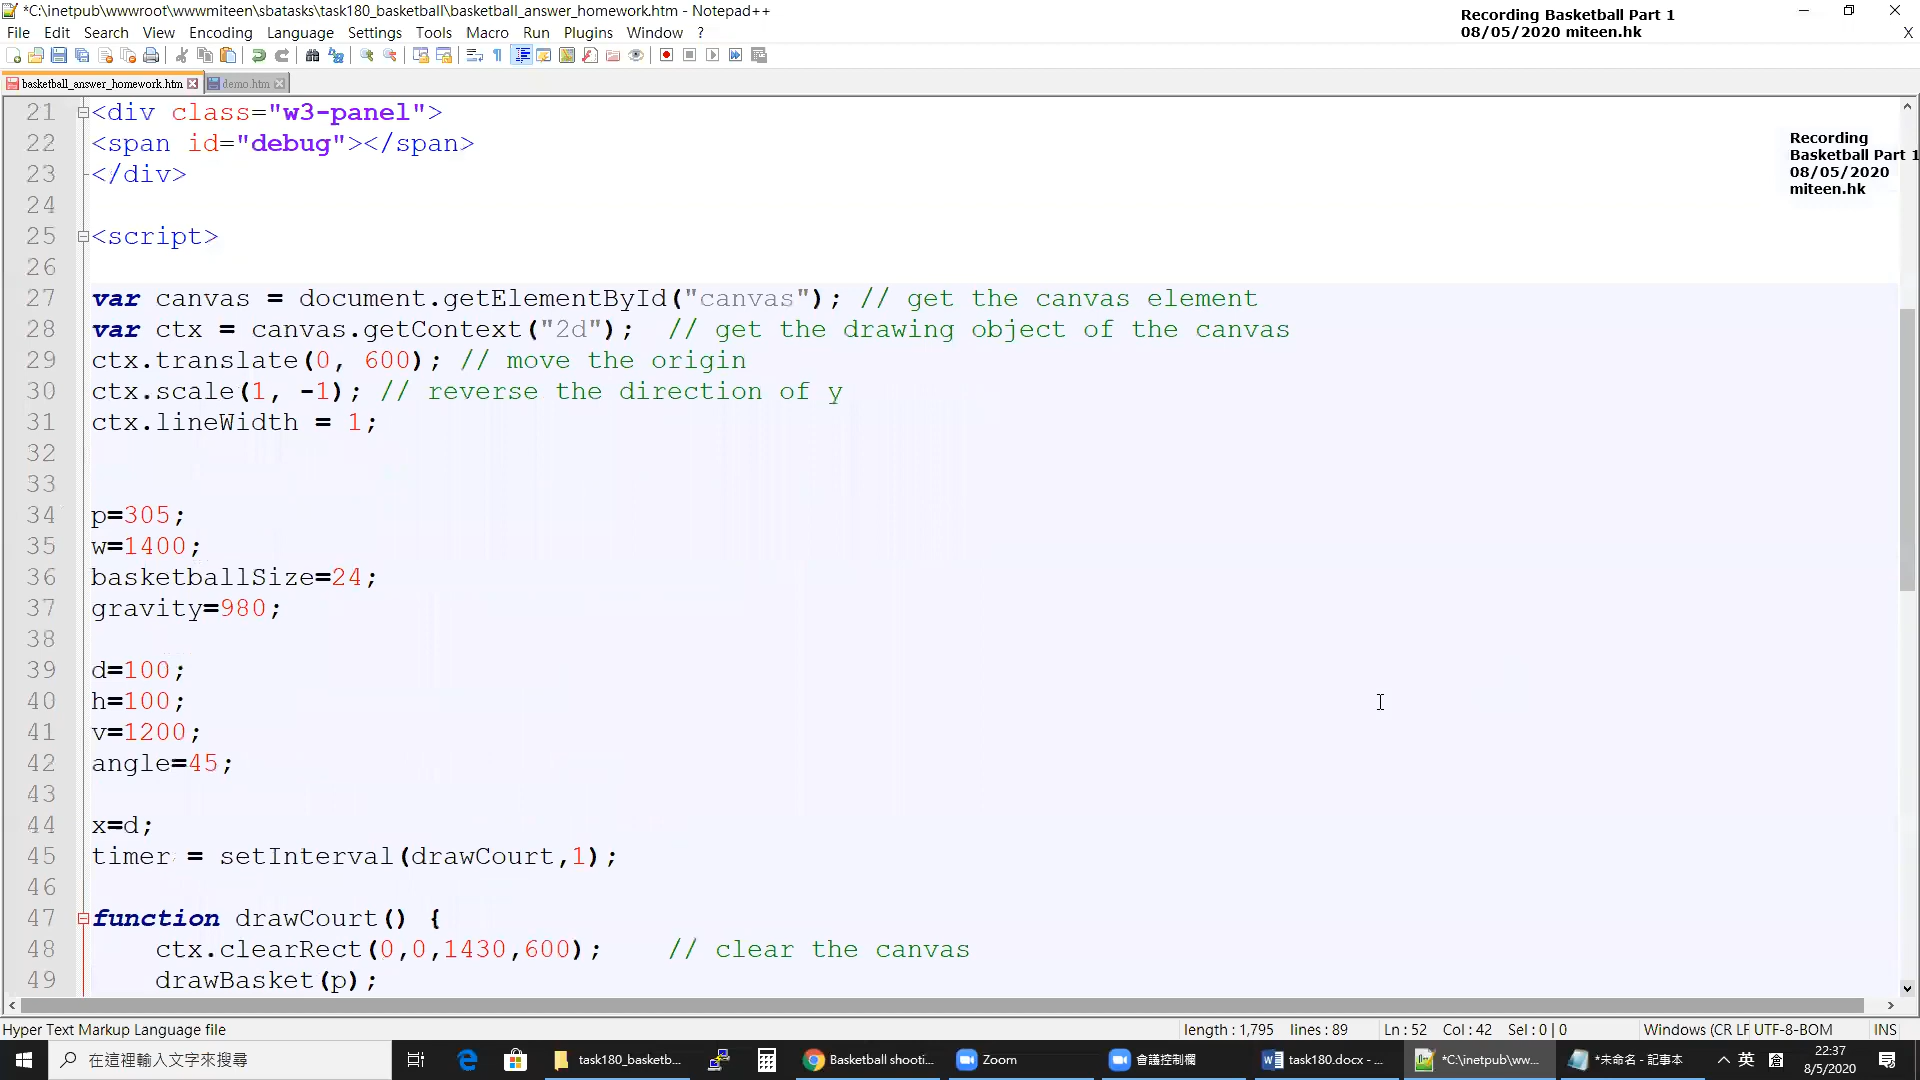 *C:\inetpub\wwwroot\wwwmiteen\sbatasks\task180_basketball\basketball_answer_homework.htm - Notepad++
File Edit Search View Encoding Language Settings Tools Macro Run Plugins Window ?
X
Recording Basketball Part 1
08/05/2020 miteen.hk
basketball_answer_homework.htm demo.htm
Recording
Basketball Part 1
08/05/2020
miteen.hk
21 <div class="w3-panel">
22 <span id="debug"></span>
23 </div>
24
25 <script>
26
27 var canvas = document.getElementById("canvas"); // get the canvas element
28 var ctx = canvas.getContext("2d"); // get the drawing object of the canvas
29 ctx.translate(0, 600); // move the origin
30 ctx.scale(1, -1); // reverse the direction of y
31 ctx.lineWidth = 1;
32
33
34 p=305;
35 w=1400;
36 basketballSize=24;
37 gravity=980;
38
39 d=100;
40 h=100;
41 v=1200;
42 angle=45;
43
44 x=d;
45 timer = setInterval(drawCourt,1);
46
47 function drawCourt() {
48 ctx.clearRect(0,0,1430,600); // clear the canvas
49 drawBasket(p);
Hyper Text Markup Language file length : 1,795 lines : 89 Ln : 52 Col : 42 Sel : 0 | 0 Windows (CR LF UTF-8-BOM INS
在這裡輸入文字來搜尋 task180_basketb... Basketball shooti... Zoom 會議控制欄 task180.docx - ... *C:\inetpub\ww... *未命名 - 記事本 英 22:37
8/5/2020